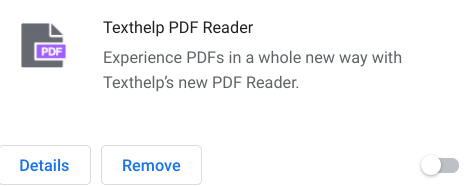 Texthelp PDF Reader
PDF
Experience PDFs in a whole new way with
Texthelp's new PDF Reader.
Details
Remove